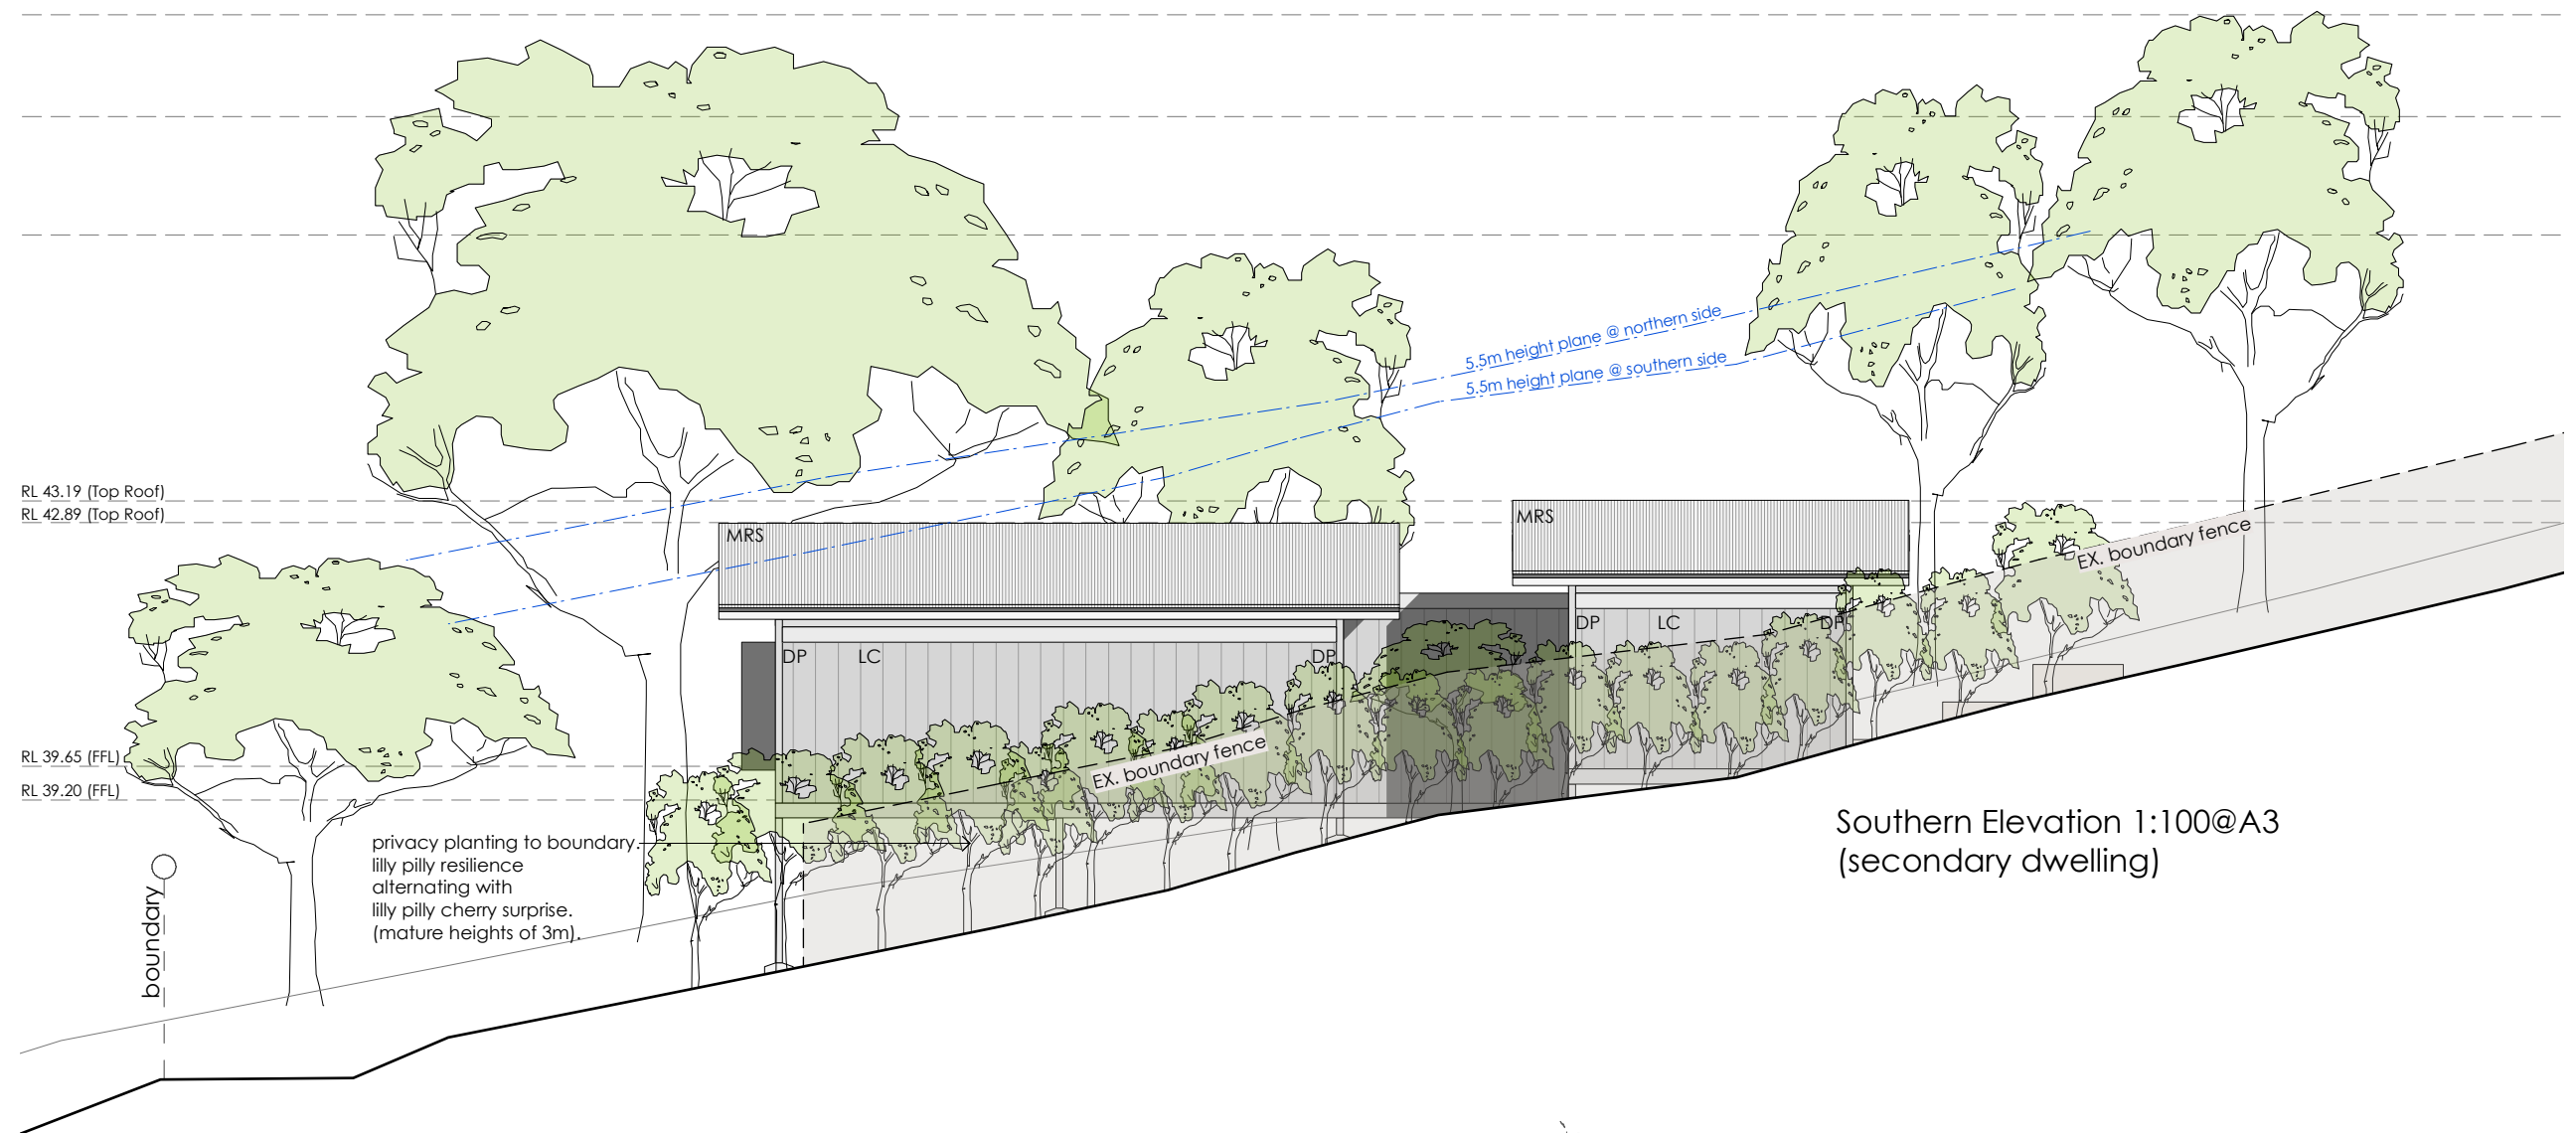 5.5m height plane @ northern side
5.5m height plane @ southern side
RL 43.19 (Top Roof)
RL 42.89 (Top Roof)
MRS
MRS
EX. boundary fence
DP
LC
DP
DP
LC
DP
RL 39.65 (FFL)
RL 39.20 (FFL)
EX. boundary fence
privacy planting to boundary.
lilly pilly resilience
alternating with
lilly pilly cherry surprise.
(mature heights of 3m).
boundary
Southern Elevation 1:100@A3
(secondary dwelling)